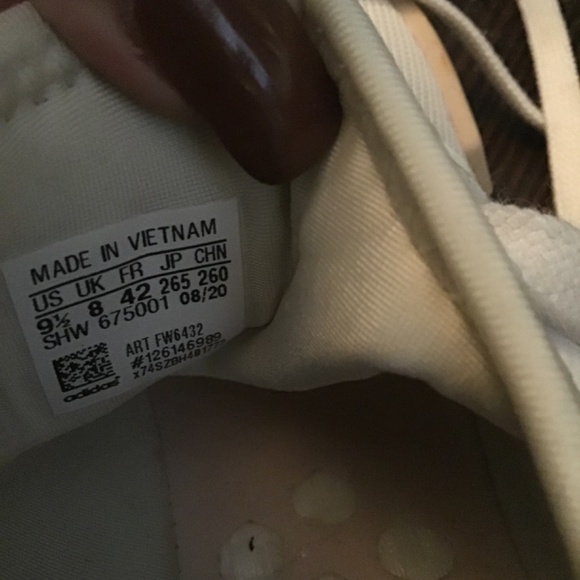 MADE IN VIETNAM
US UK FR JP CHN
9½ 8 42 265 260
SHW 675001 08/20
ART FW6432
#126146989
adidas